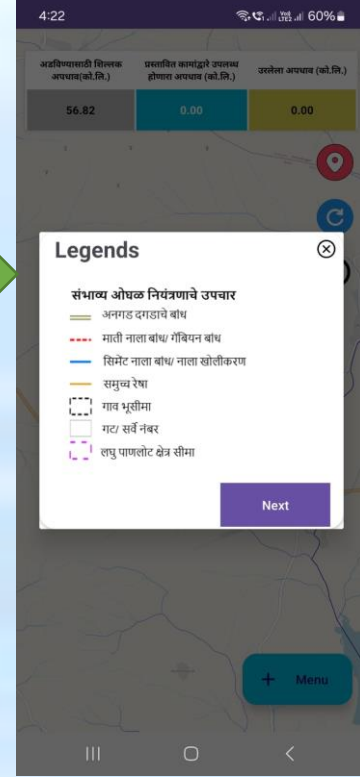 4:22
60%
अडविण्यासाठी शिल्लक अपधाव(को.लि.)
प्रस्तावित कामांद्वारे उपलब्ध होणारा अपधाव (को.लि.)
उरलेला अपधाव (को.लि.)
56.82
0.00
0.00
Legends
संभाव्य ओघळ नियंत्रणाचे उपचार
अनगड दगडाचे बांध
माती नाला बांध/ गॅबियन बांध
सिमेंट नाला बांध/ नाला खोलीकरण
समुच्च रेषा
गाव भूसीमा
गट/ सर्वे नंबर
लघु पाणलोट क्षेत्र सीमा
Next
+ Menu